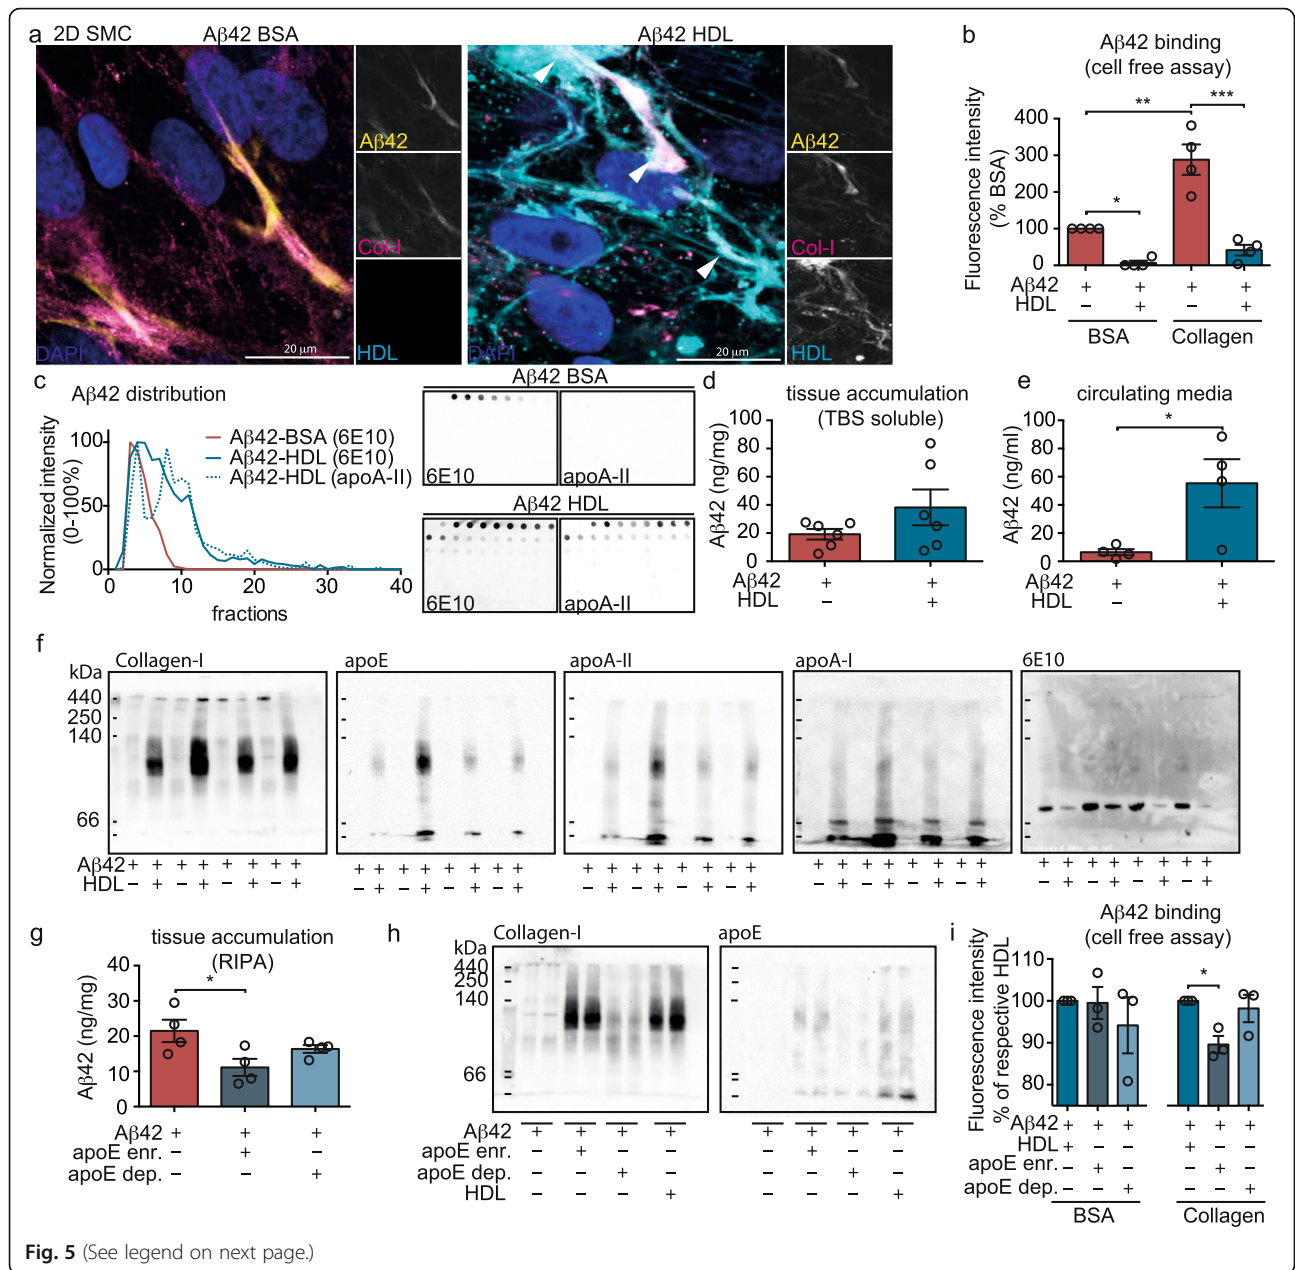 a
2D SMC
Aβ42 BSA
Aβ42 HDL
Aβ42
Col-I
HDL
DAPI
20 µm
Aβ42
Col-I
HDL
DAPI
20 µm
b
Aβ42 binding
(cell free assay)
Fluorescence intensity
(% BSA)
400
300
200
100
0
**
***
*
Aβ42 + + + +
HDL – + – +
BSA Collagen
c
Aβ42 distribution
Normalized intensity
(0-100%)
100
50
0
Aβ42-BSA (6E10)
Aβ42-HDL (6E10)
Aβ42-HDL (apoA-II)
0 10 20 30 40
fractions
Aβ42 BSA
6E10
apoA-II
Aβ42 HDL
6E10
apoA-II
d
tissue accumulation
(TBS soluble)
Aβ42 (ng/mg)
100
80
60
40
20
0
Aβ42 + +
HDL – +
e
circulating media
Aβ42 (ng/ml)
100
80
60
40
20
0
*
Aβ42 + +
HDL – +
f
Collagen-I
apoE
apoA-II
apoA-I
6E10
kDa
440
250
140
66
Aβ42 + + + + + + + + + + + + + + + + + + + + + + + + + + + + + + + + + + + + + + + +
HDL – + – + – + – + – + – + – + – + – + – + – + – + – + – + – + – + – + – + – + – +
g
tissue accumulation
(RIPA)
Aβ42 (ng/mg)
40
30
20
10
0
*
Aβ42 + + +
apoE enr. – + –
apoE dep. – – +
h
Collagen-I
apoE
kDa
440
250
140
66
Aβ42 + + + + + + + +
apoE enr. – + – – – + – –
apoE dep. – – + – – – + –
HDL – – – + – – – +
i
Aβ42 binding
(cell free assay)
Fluorescence intensity
% of respective HDL
110
100
90
80
*
Aβ42 + + + + + +
HDL + – – + – –
apoE enr. – + – – + –
apoE dep. – – + – – +
BSA Collagen
Fig. 5 (See legend on next page.)